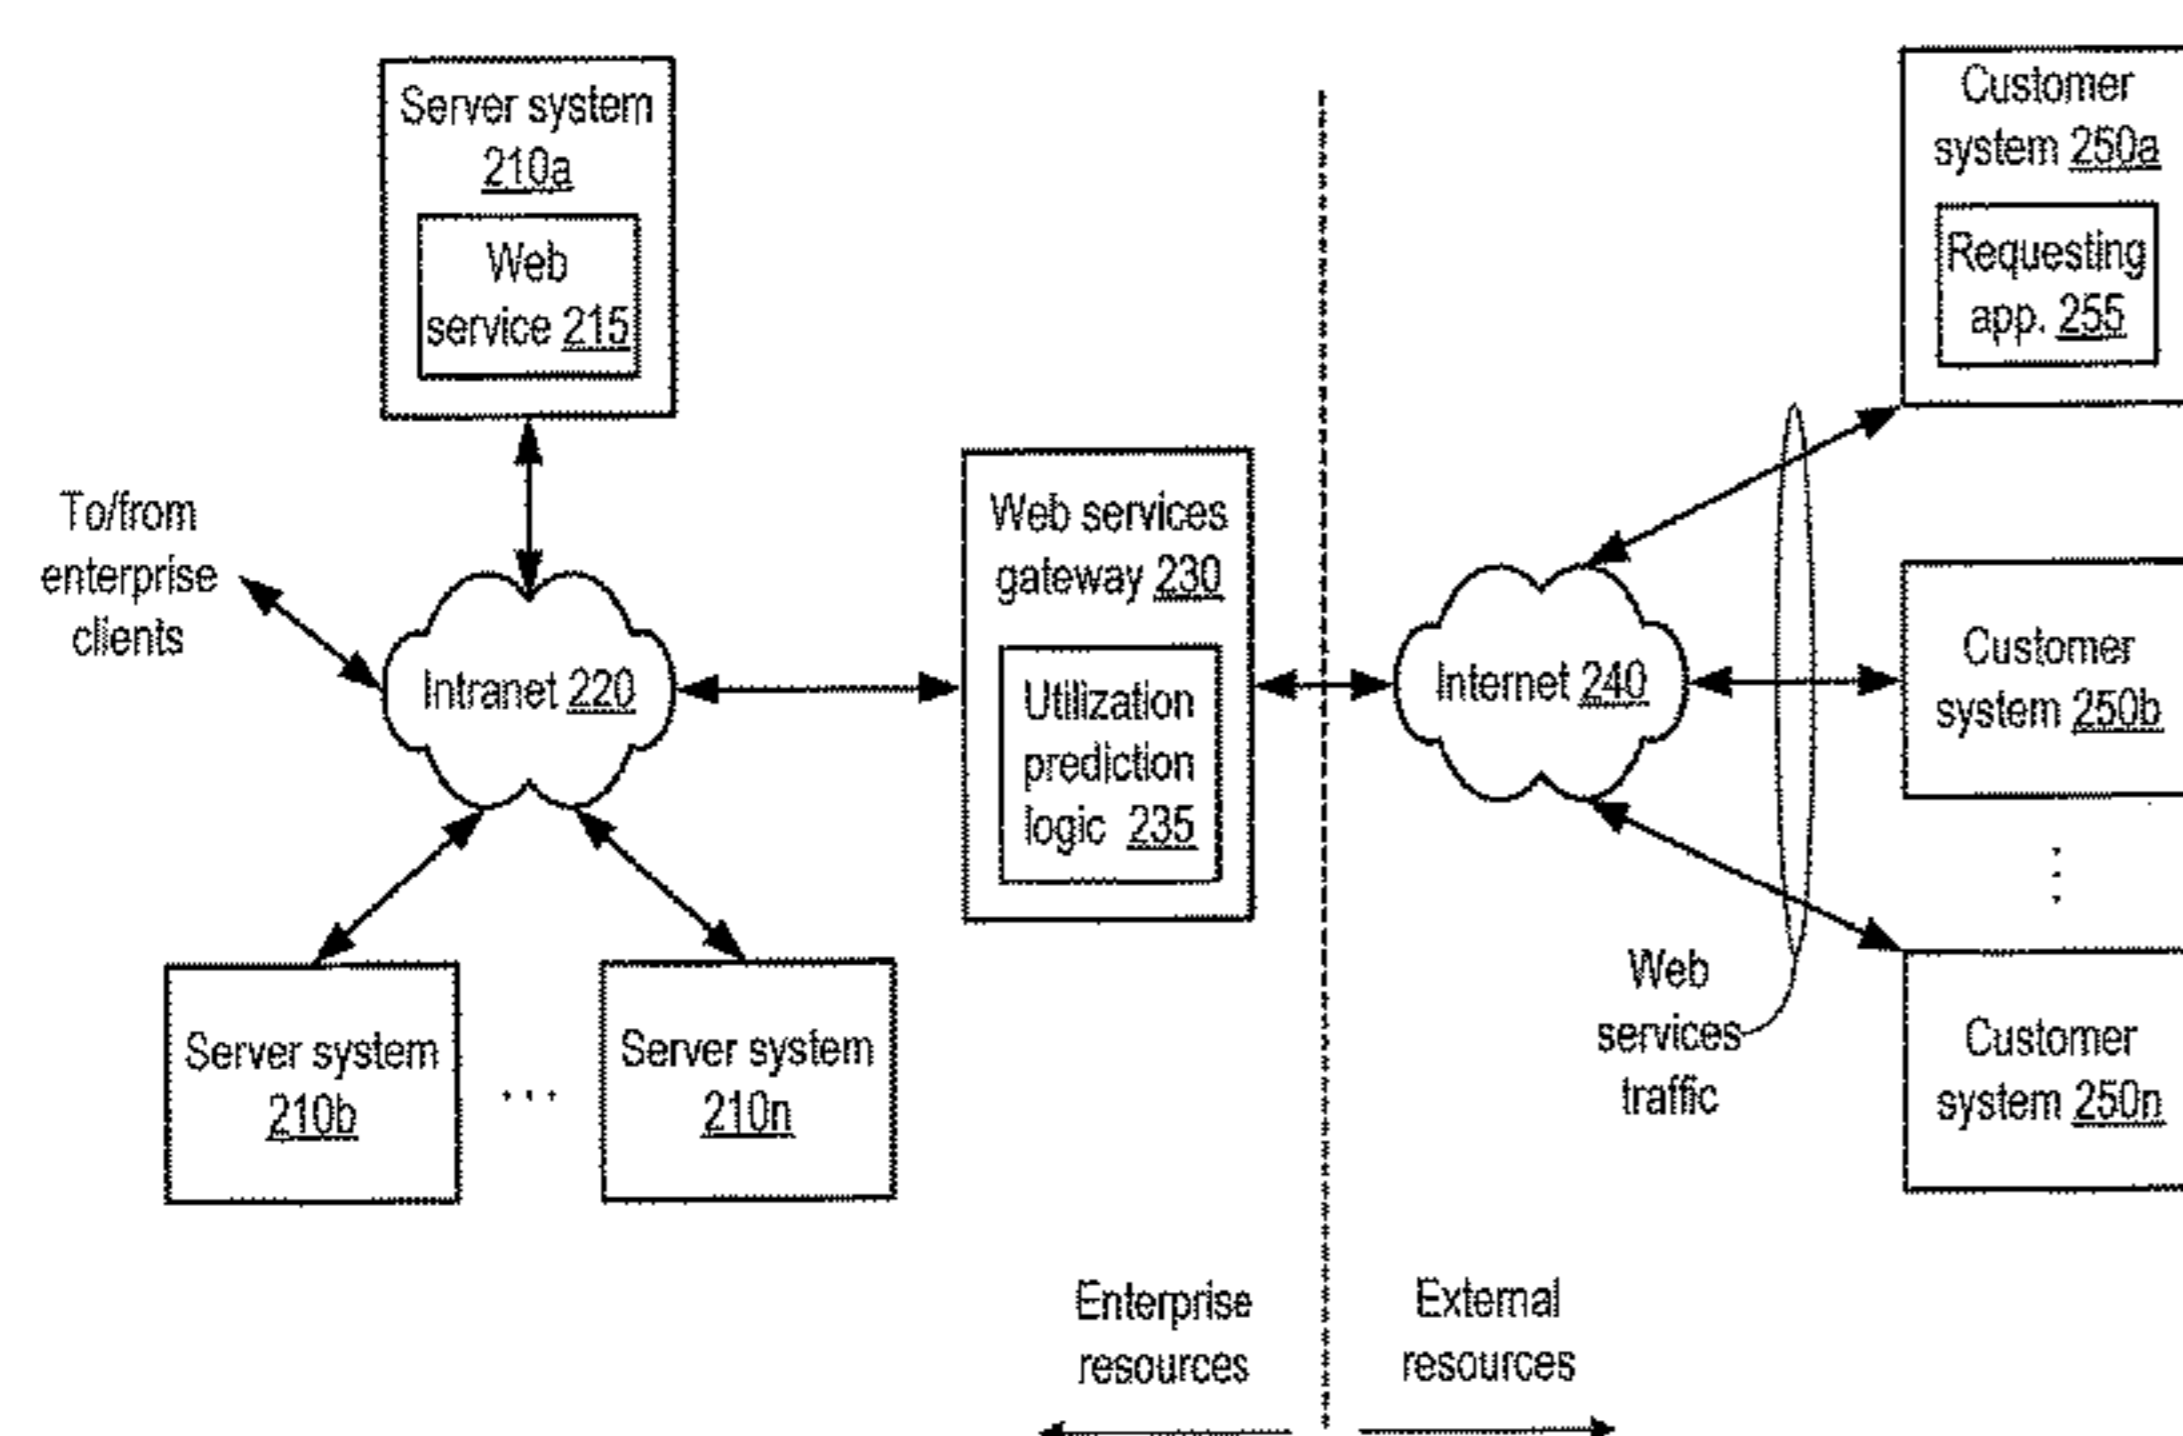 Server system
210a
Web
service 215
To/from
enterprise
clients
Intranet 220
Server system
210b
. . .
Server system
210n
Web services
gateway 230
Utilization
prediction
logic 235
Internet 240
Customer
system 250a
Requesting
app. 255
Customer
system 250b
Customer
system 250n
Web
services
traffic
Enterprise
resources
External
resources